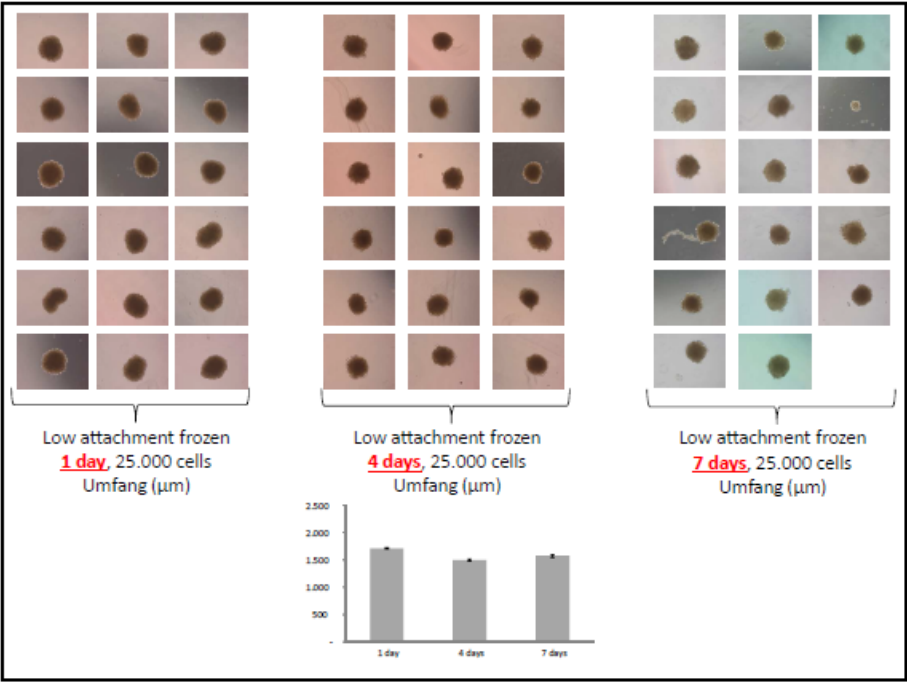 Low attachment frozen
1 day, 25.000 cells
Umfang (µm)
Low attachment frozen
4 days, 25.000 cells
Umfang (µm)
Low attachment frozen
7 days, 25.000 cells
Umfang (µm)
2.500
2.000
1.500
1.000
500
-
1 day
4 days
7 days